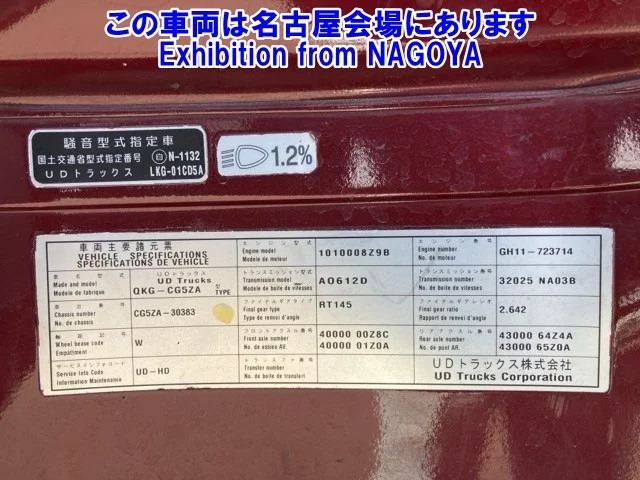 この車両は名古屋会場にあります
Exhibition from NAGOYA
騒音型式指定車
国土交通省型式指定番号 自 N-1132
UDトラックス LKG-01CD5A
1.2%
車両主要諸元票
VEHICLE SPECIFICATIONS
SPECIFICATIONS DE VEHICLE
エンジン型式
Engine model
Modele de moteur
1010008Z9B
エンジン番号
Engine number
No. de moteur
GH11-723714
UDトラックス
Made and model
Modele de fabrique
QKG-CG5ZA
型式
TYPE
トランスミッション型式
Transmission model
Modele de boite de vitesses
AO612D
トランスミッション番号
Transmission number
No. de boite de vitesses
32025 NA03B
車台番号
Chassis number
No. de chassis
CG5ZA-30383
ファイナルギアタイプ
Final gear type
Type de renvoi d'angle
RT145
ファイナルギアレシオ
Final gear ratio
Rapport de renvoi d'angle
2.642
軸距記号
Wheel base code
Empattment
W
フロントアクスル番号
Front axle number
No. de essieu AV.
40000 00Z8C
40000 01Z0A
リアアクスル番号
Rear axle number
No. de pont AR.
43000 64Z4A
43000 65Z0A
サービスインフォコード
Service Info Code
Information Maintenance
UD-HD
トランスファ番号
Transfer number
No. de boite de transfert
UDトラックス株式会社
UD Trucks Corporation